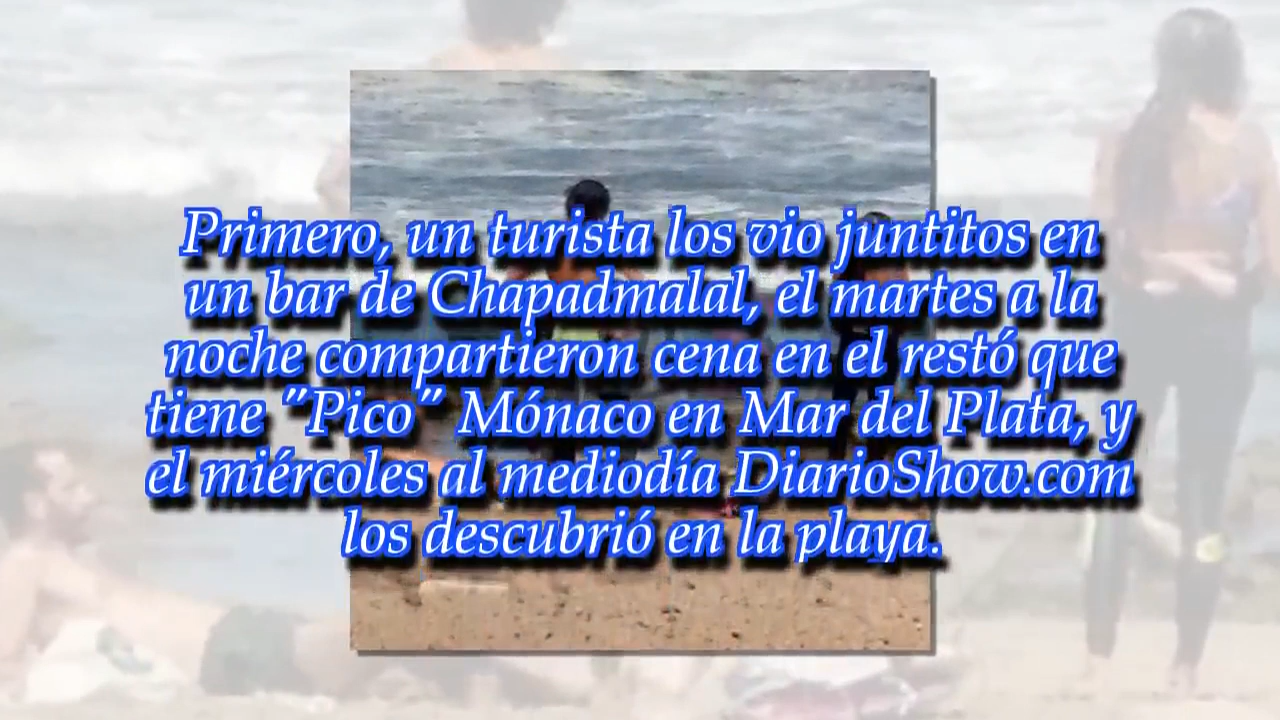 Primero, un turista los vio juntitos en
un bar de Chapadmalal, el martes a la
noche compartieron cena en el restó que
tiene "Pico" Mónaco en Mar del Plata, y
el miércoles al mediodía DiarioShow.com
los descubrió en la playa.